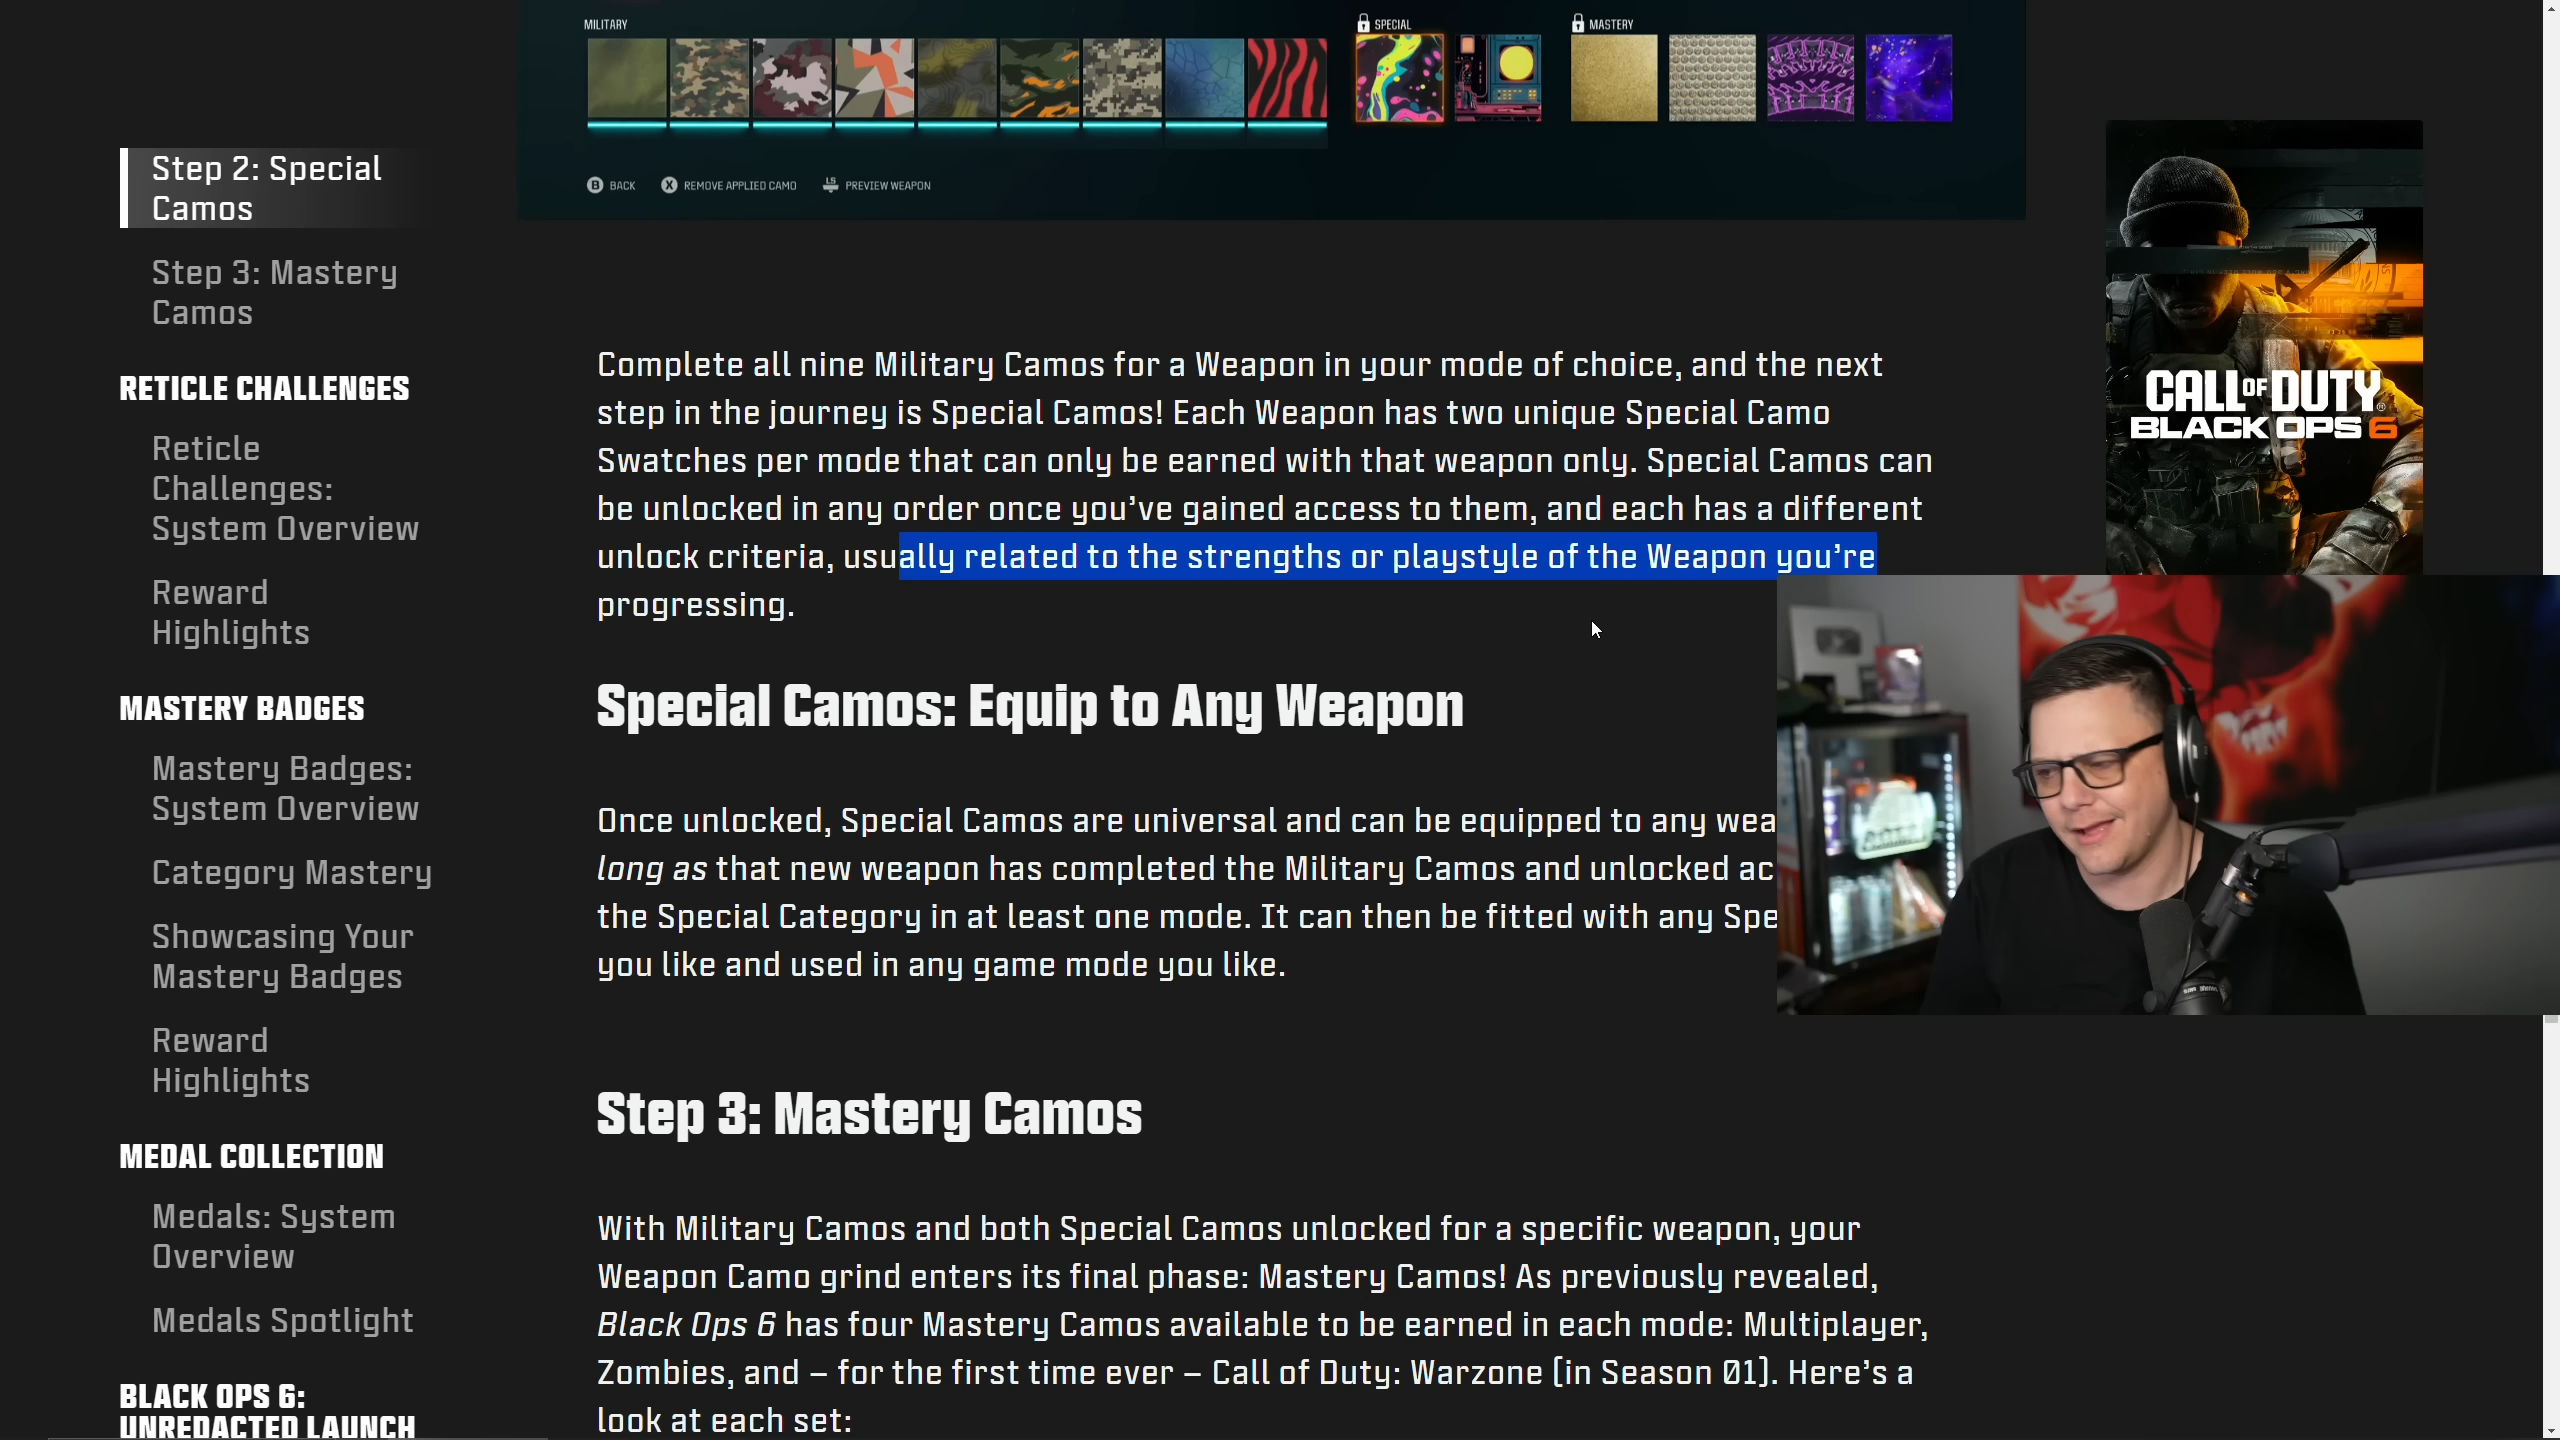 MILITARY
SPECIAL
MASTERY
B BACK
X REMOVE APPLIED CAMO
LS PREVIEW WEAPON
Step 2: Special
Camos
Step 3: Mastery
Camos
RETICLE CHALLENGES
Reticle
Challenges:
System Overview
Reward
Highlights
MASTERY BADGES
Mastery Badges:
System Overview
Category Mastery
Showcasing Your
Mastery Badges
Reward
Highlights
MEDAL COLLECTION
Medals: System
Overview
Medals Spotlight
BLACK OPS 6:
UNREDACTED LAUNCH
Complete all nine Military Camos for a Weapon in your mode of choice, and the next
step in the journey is Special Camos! Each Weapon has two unique Special Camo
Swatches per mode that can only be earned with that weapon only. Special Camos can
be unlocked in any order once you’ve gained access to them, and each has a different
unlock criteria, usually related to the strengths or playstyle of the Weapon you’re
progressing.
Special Camos: Equip to Any Weapon
Once unlocked, Special Camos are universal and can be equipped to any wea
long as that new weapon has completed the Military Camos and unlocked ac
the Special Category in at least one mode. It can then be fitted with any Spe
you like and used in any game mode you like.
Step 3: Mastery Camos
With Military Camos and both Special Camos unlocked for a specific weapon, your
Weapon Camo grind enters its final phase: Mastery Camos! As previously revealed,
Black Ops 6 has four Mastery Camos available to be earned in each mode: Multiplayer,
Zombies, and – for the first time ever – Call of Duty: Warzone (in Season 01). Here’s a
look at each set:
CALL OF DUTY®
BLACK OPS 6